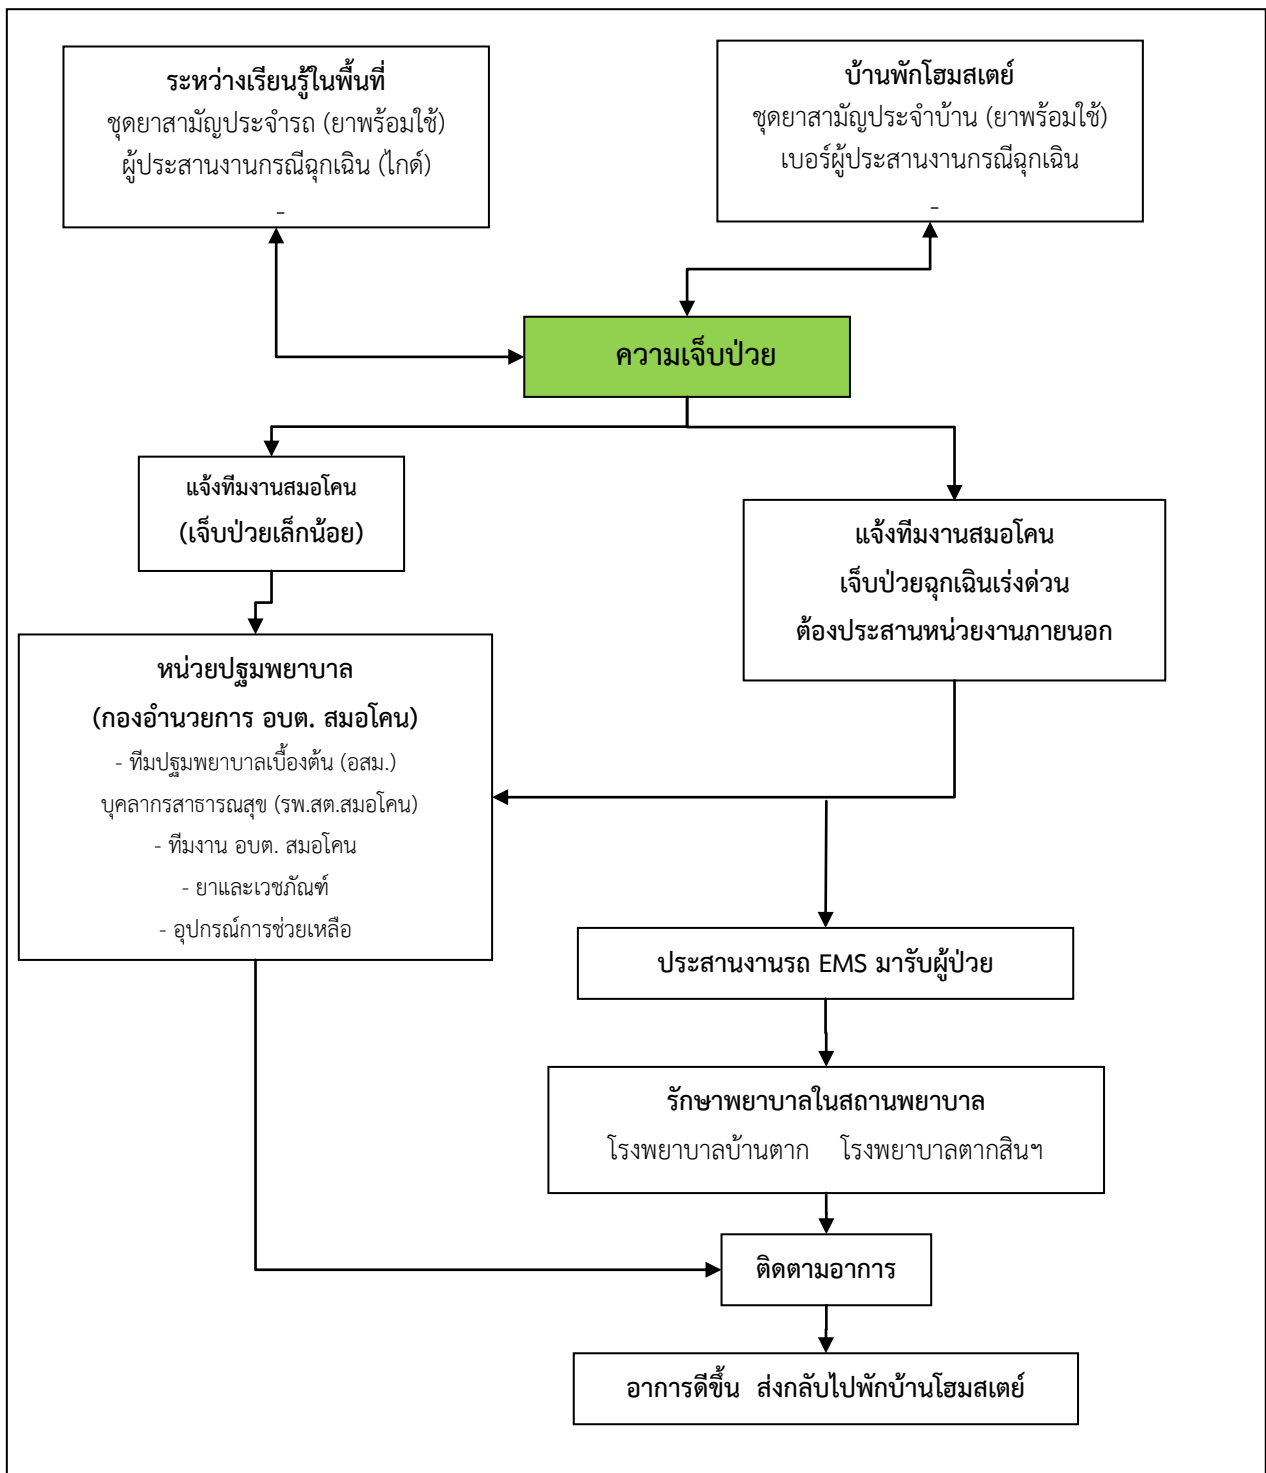 ระหว่างเรียนรู้ในพื้นที่
ชุดยาสามัญประจำรถ (ยาพร้อมใช้)
ผู้ประสานงานกรณีฉุกเฉิน (ไกด์)
-
บ้านพักโฮมสเตย์
ชุดยาสามัญประจำบ้าน (ยาพร้อมใช้)
เบอร์ผู้ประสานงานกรณีฉุกเฉิน
-
ความเจ็บป่วย
แจ้งทีมงานสมอโคน
(เจ็บป่วยเล็กน้อย)
แจ้งทีมงานสมอโคน
เจ็บป่วยฉุกเฉินเร่งด่วน
ต้องประสานหน่วยงานภายนอก
หน่วยปฐมพยาบาล
(กองอำนวยการ อบต. สมอโคน)
- ทีมปฐมพยาบาลเบื้องต้น (อสม.)
บุคลากรสาธารณสุข (รพ.สต.สมอโคน)
- ทีมงาน อบต. สมอโคน
- ยาและเวชภัณฑ์
- อุปกรณ์การช่วยเหลือ
ประสานงานรถ EMS มารับผู้ป่วย
รักษาพยาบาลในสถานพยาบาล
โรงพยาบาลบ้านตาก โรงพยาบาลตากสินฯ
ติดตามอาการ
อาการดีขึ้น ส่งกลับไปพักบ้านโฮมสเตย์